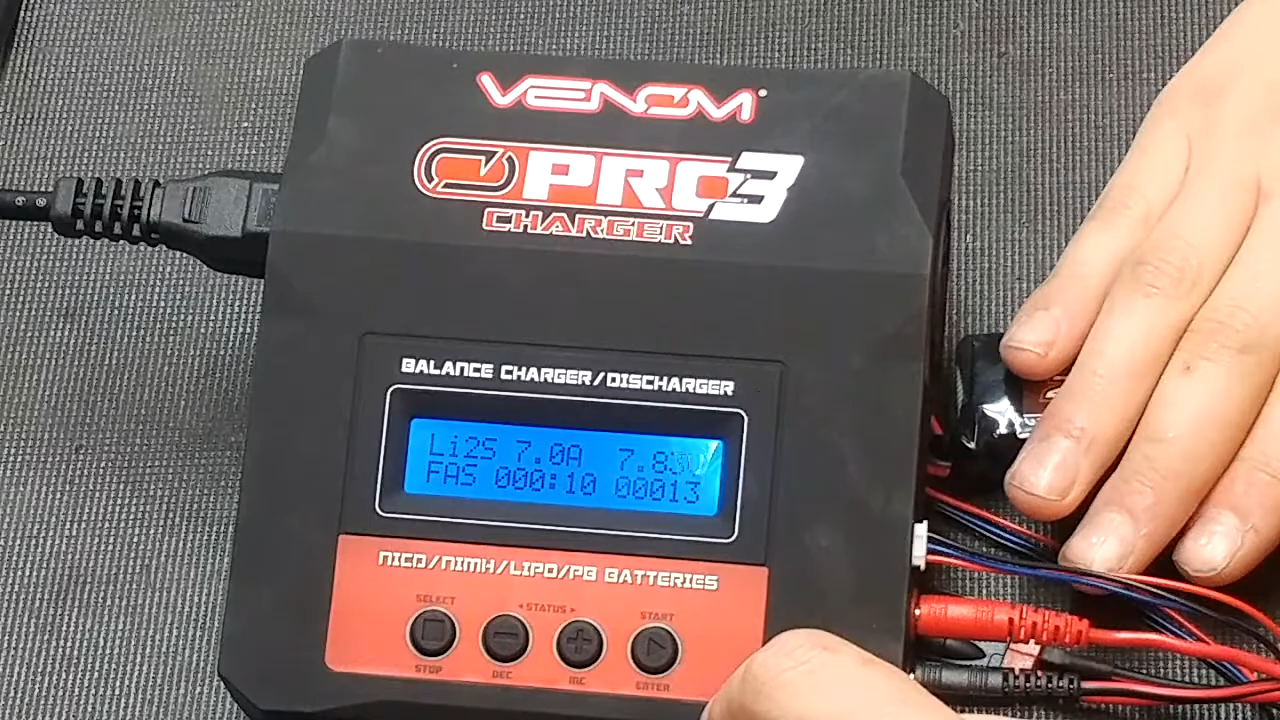 VENOM
PRO3
CHARGER
BALANCE CHARGER/DISCHARGER
Li2S 7.0A 7.83V
FAS 000:10 00013
NICD/NIMH/LIPO/PB BATTERIES
SELECT
◂ STATUS ▸
START
STOP
DEC
INC
ENTER